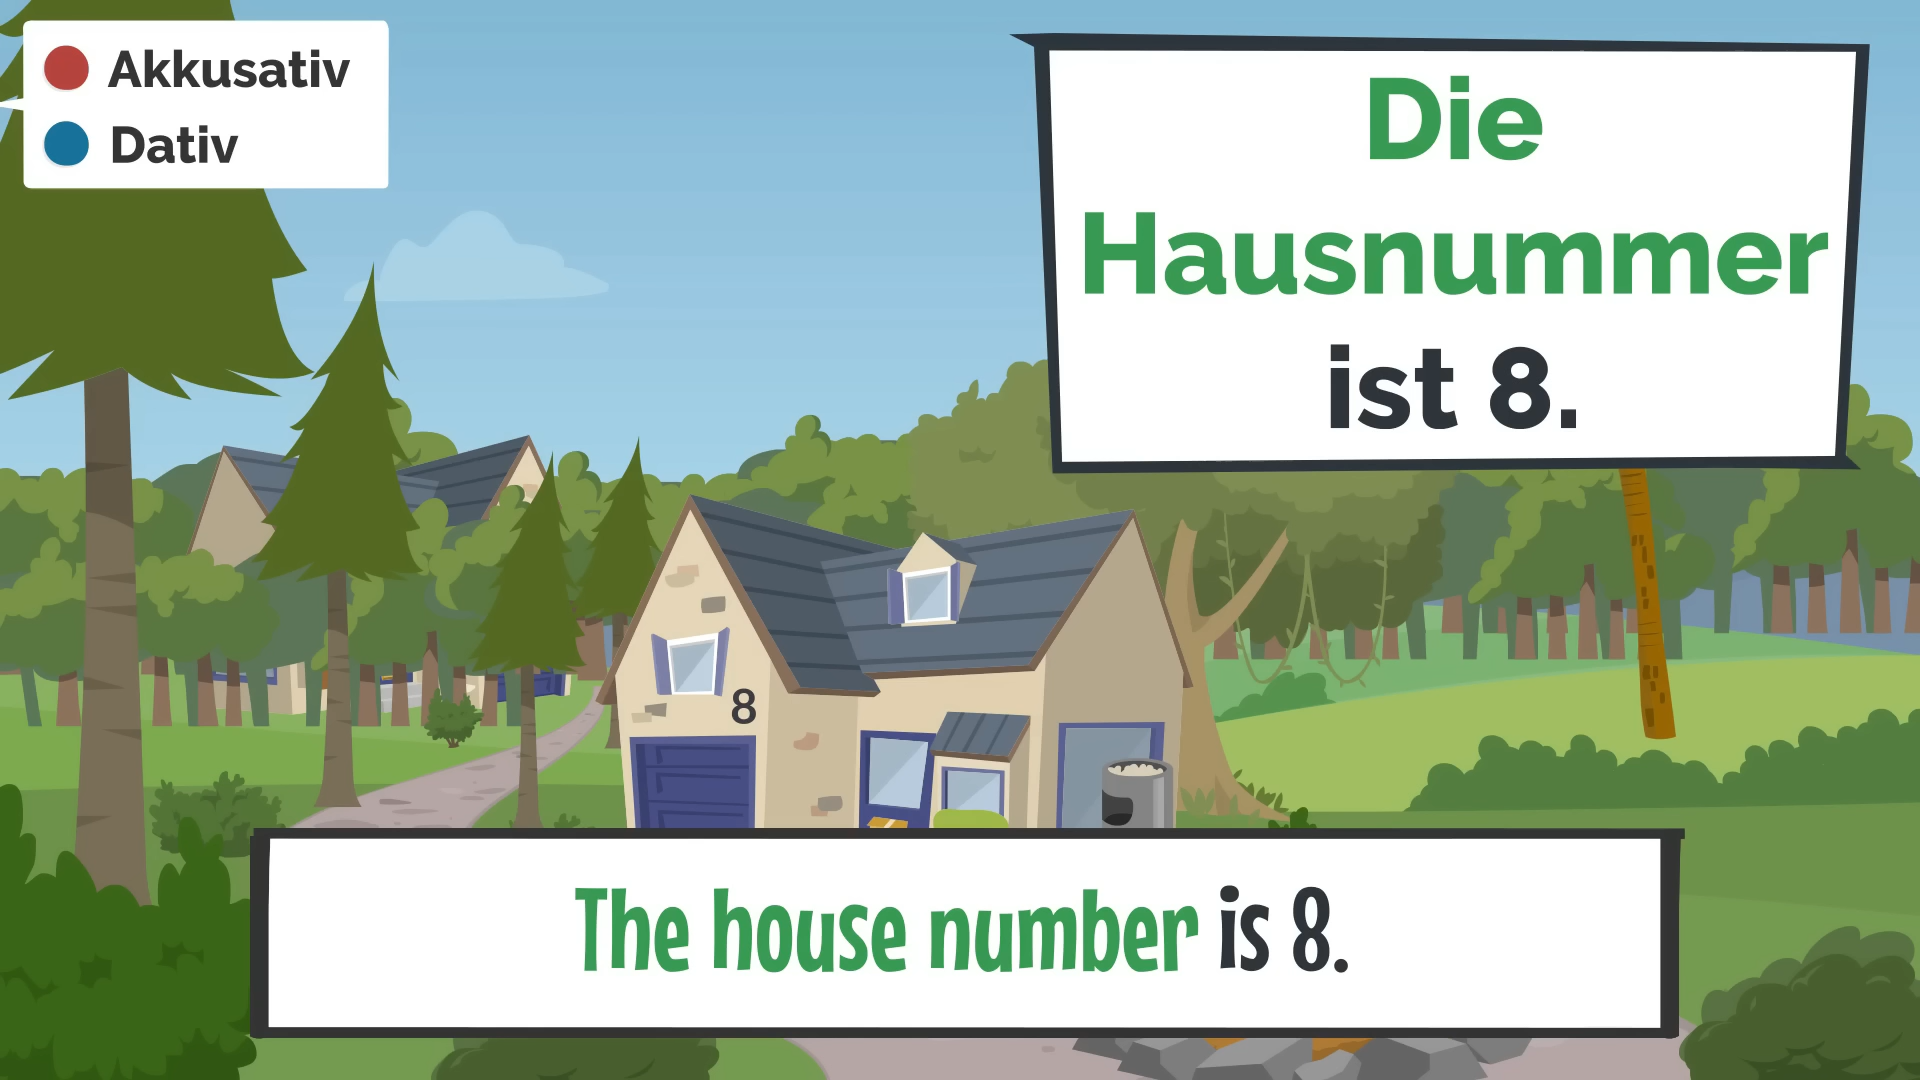 Akkusativ
Dativ
Die
Hausnummer
ist 8.
8
The house number is 8.